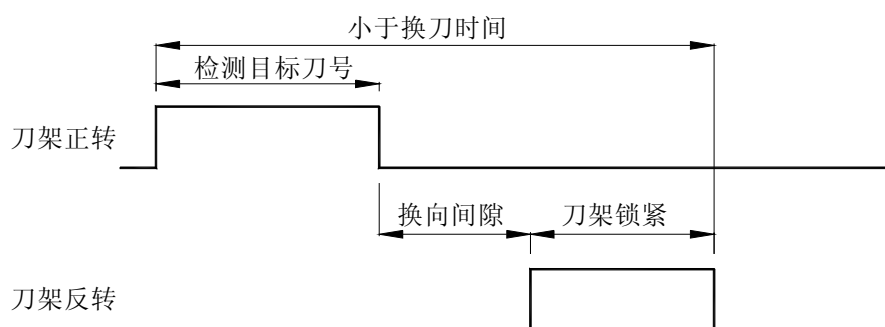 小于换刀时间
检测目标刀号
刀架正转
换向间隙
刀架锁紧
刀架反转